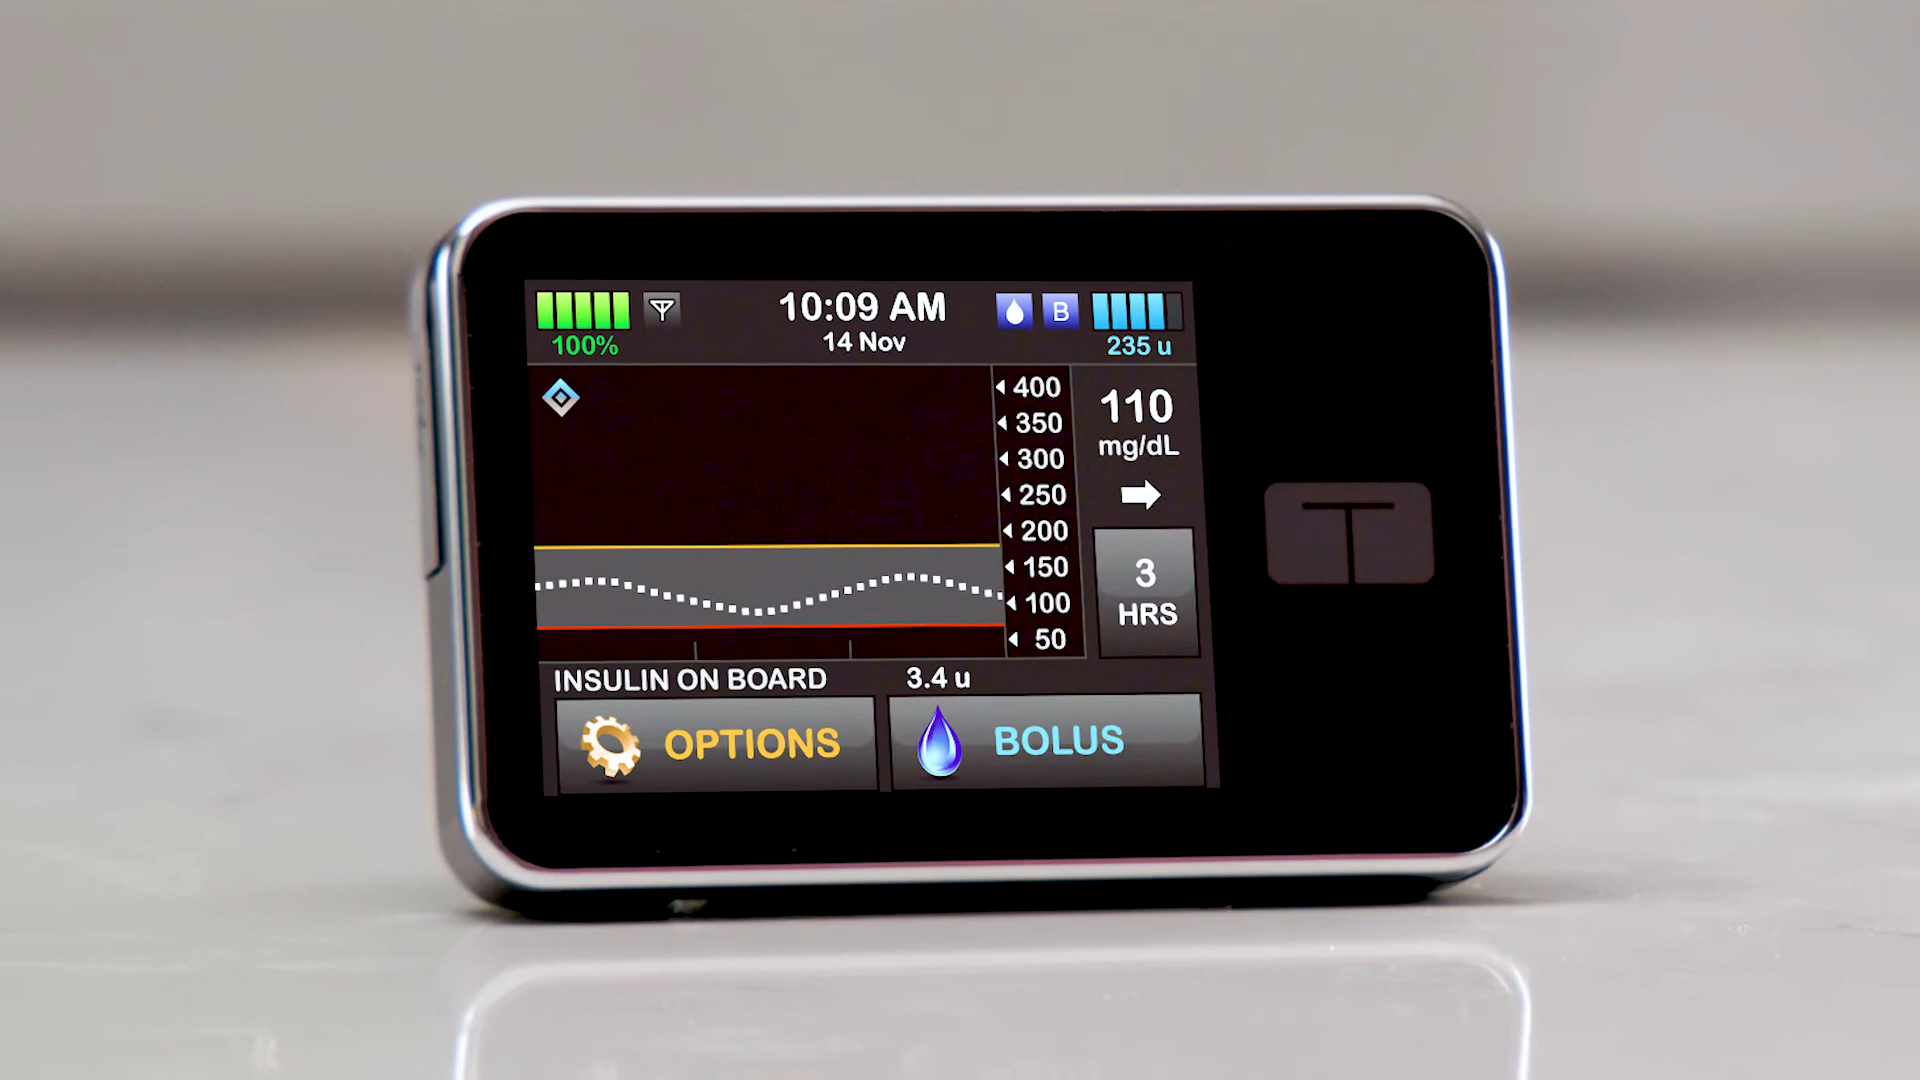 10:09 AM
B
100%
14 Nov
235 u
400
350
300
250
200
150
100
50
110
mg/dL
3
HRS
INSULIN ON BOARD 3.4 u
OPTIONS
BOLUS